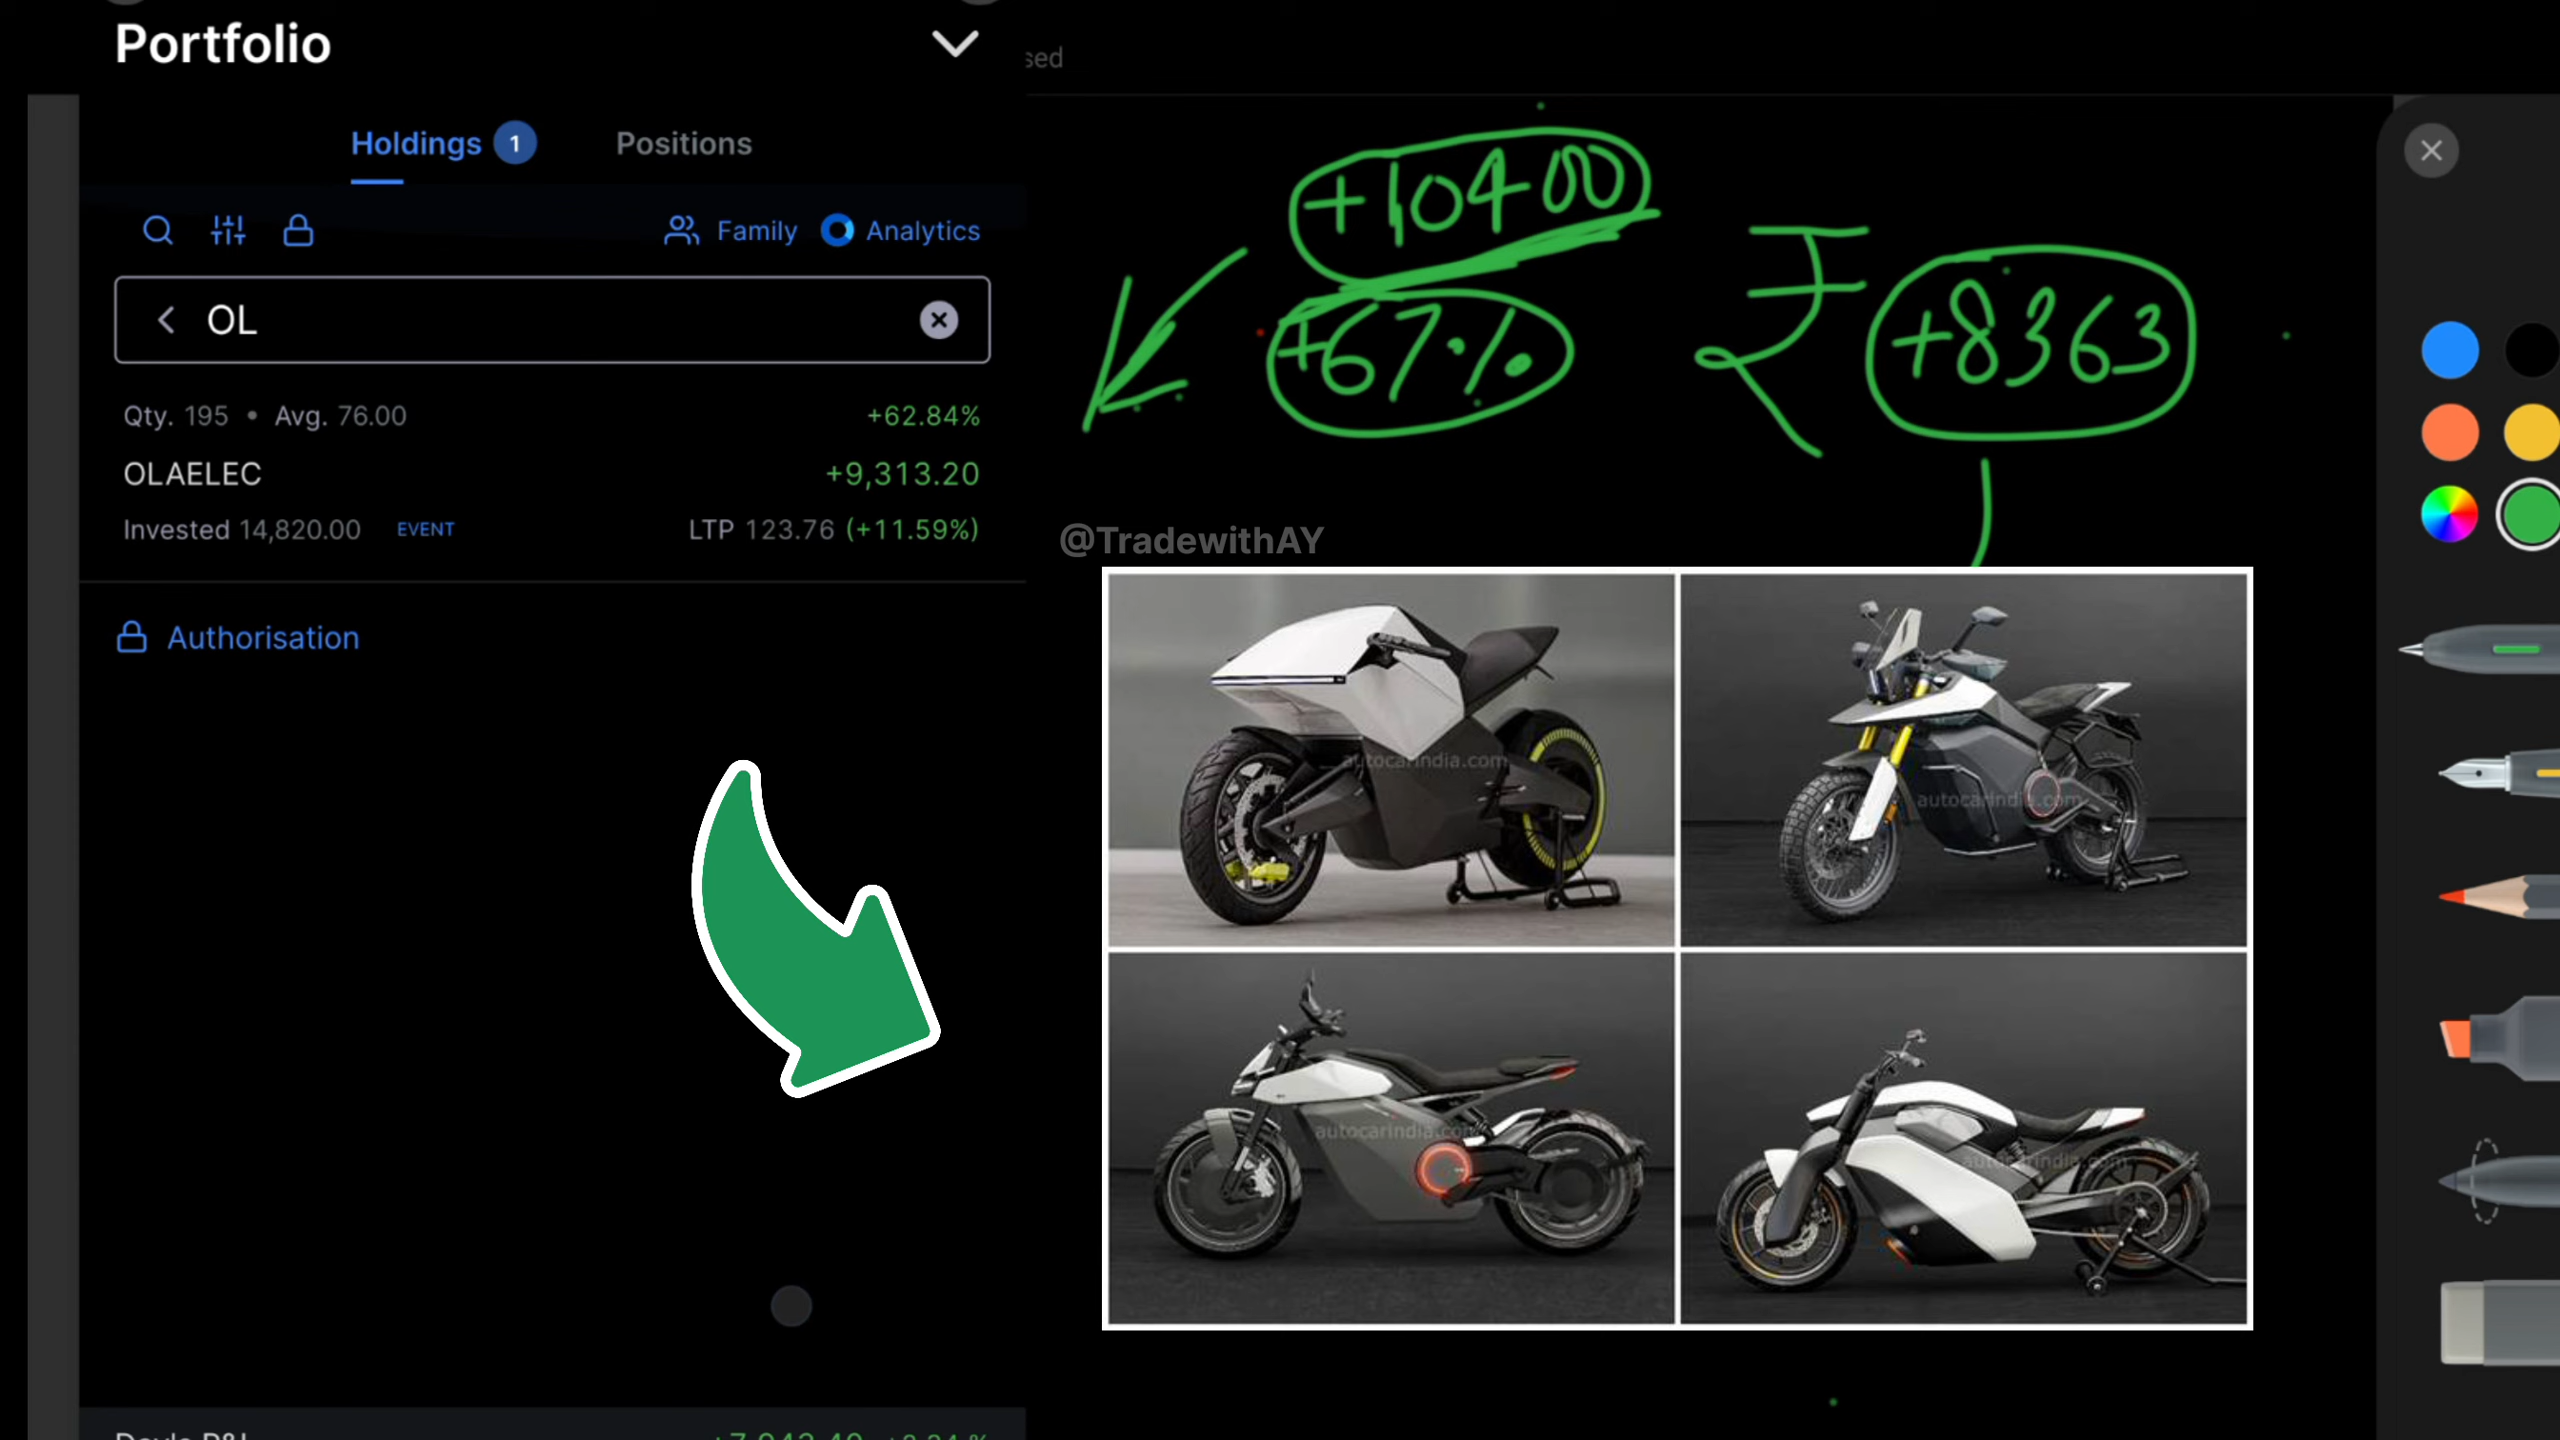 Portfolio
sed
Holdings 1
Positions
Family
Analytics
OL
Qty. 195 • Avg. 76.00
+62.84%
OLAELEC
+9,313.20
Invested 14,820.00 EVENT
LTP 123.76 (+11.59%)
Authorisation
+10400
+67%
₹ +8363
@TradewithAY
autocarindia.com
autocarindia.com
autocarindia.com
autocarindia.com